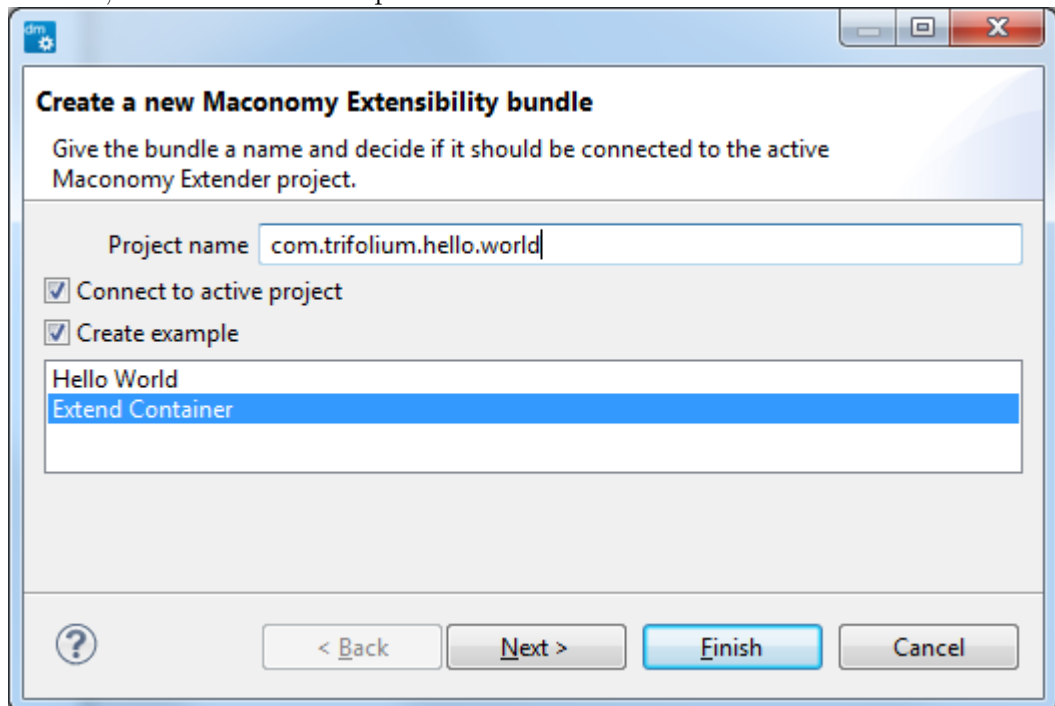 dm
Create a new Maconomy Extensibility bundle
Give the bundle a name and decide if it should be connected to the active
Maconomy Extender project.
Project name com.trifolium.hello.world
Connect to active project
Create example
Hello World
Extend Container
? < Back Next > Finish Cancel